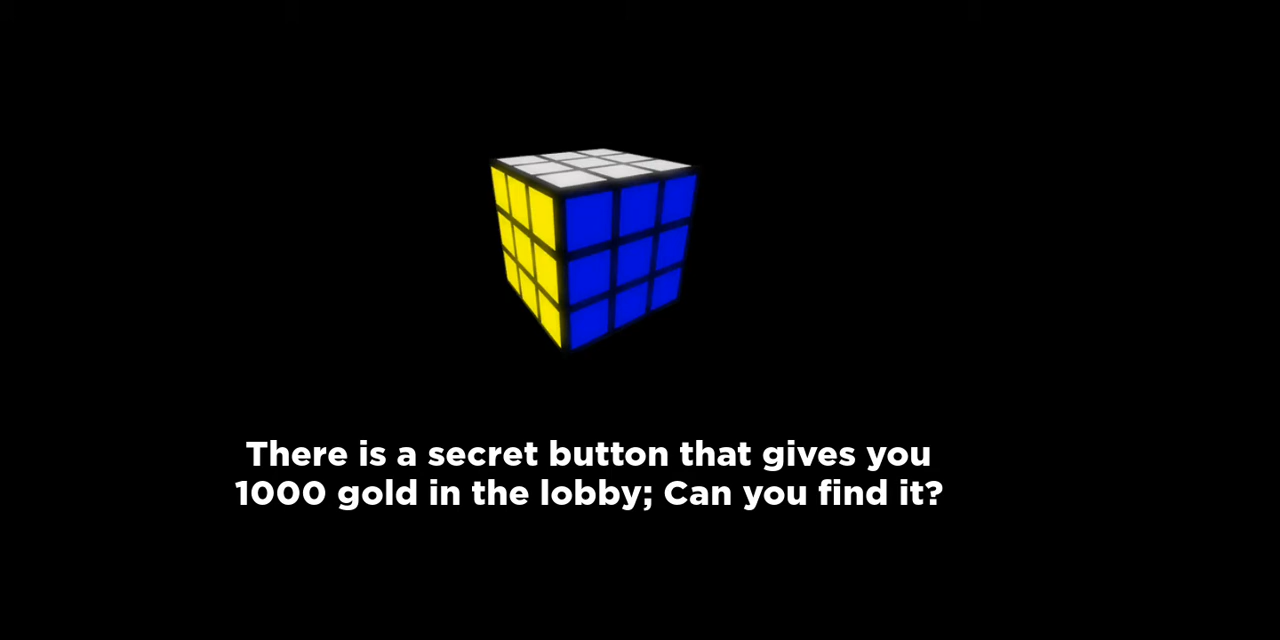 There is a secret button that gives you
1000 gold in the lobby; Can you find it?